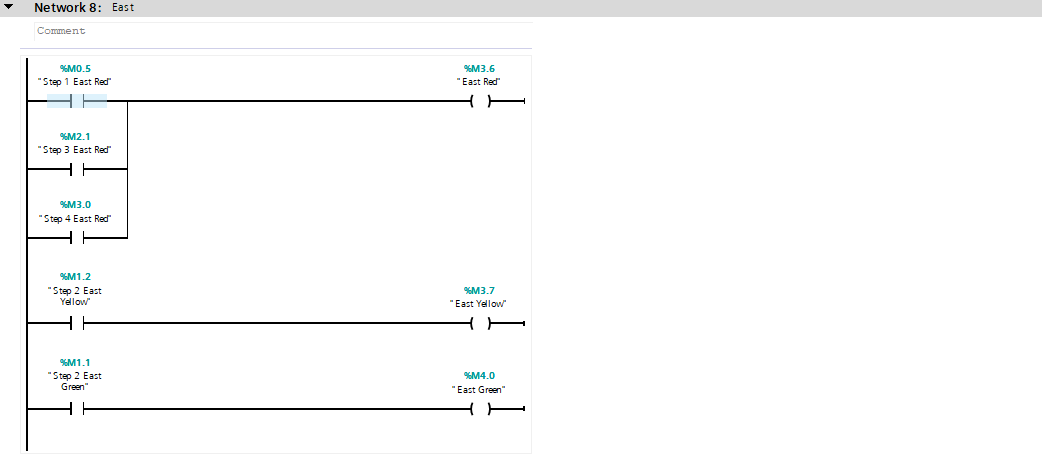 Network 8: East
Comment
%M0.5
"Step 1 East Red"
%M3.6
"East Red"
%M2.1
"Step 3 East Red"
%M3.0
"Step 4 East Red"
%M1.2
"Step 2 East
Yellow"
%M3.7
"East Yellow"
%M1.1
"Step 2 East
Green"
%M4.0
"East Green"